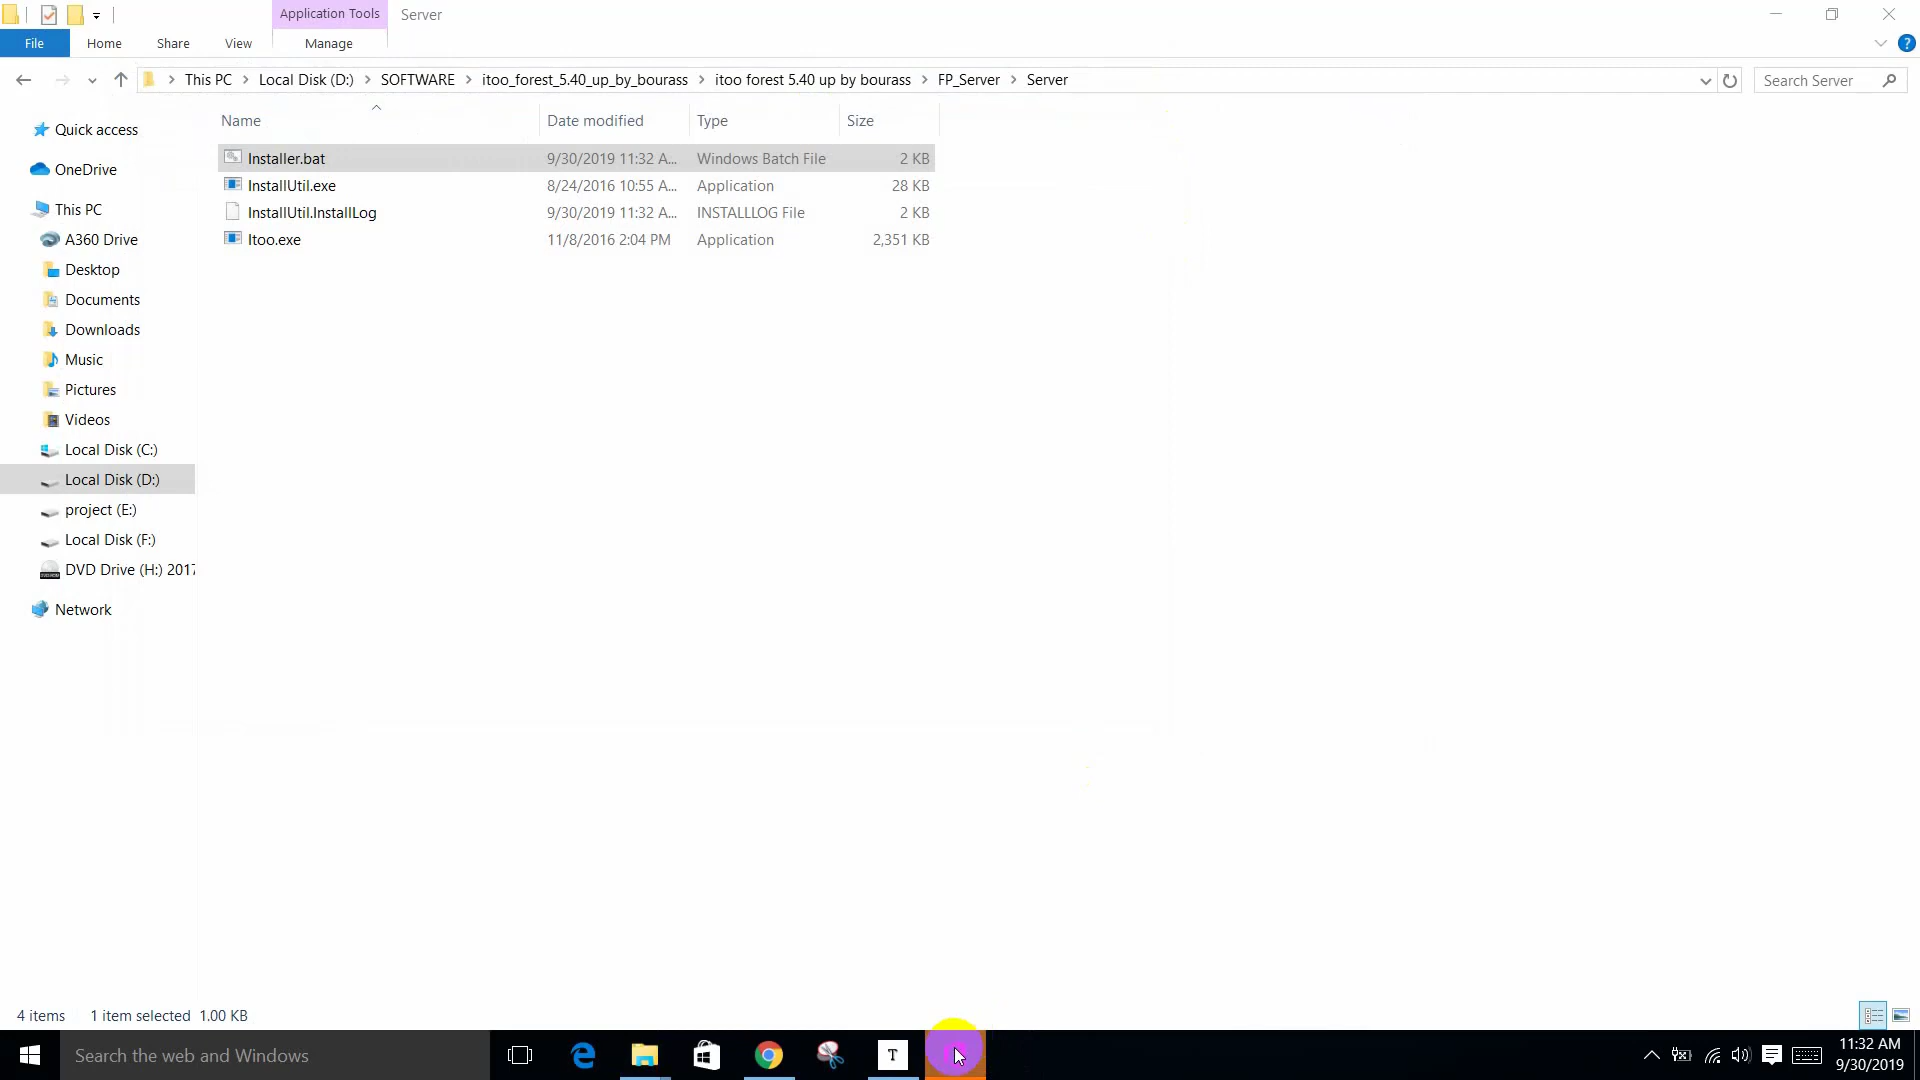 Application Tools Server
File Home Share View Manage
This PC Local Disk (D:) SOFTWARE itoo_forest_5.40_up_by_bourass itoo forest 5.40 up by bourass FP_Server Server Search Server
Name Date modified Type Size
Installer.bat 9/30/2019 11:32 A... Windows Batch File 2 KB
InstallUtil.exe 8/24/2016 10:55 A... Application 28 KB
InstallUtil.InstallLog 9/30/2019 11:32 A... INSTALLLOG File 2 KB
Itoo.exe 11/8/2016 2:04 PM Application 2,351 KB
Quick access
OneDrive
This PC
A360 Drive
Desktop
Documents
Downloads
Music
Pictures
Videos
Local Disk (C:)
Local Disk (D:)
project (E:)
Local Disk (F:)
DVD Drive (H:) 2017
Network
4 items 1 item selected 1.00 KB
Search the web and Windows
T
11:32 AM
9/30/2019